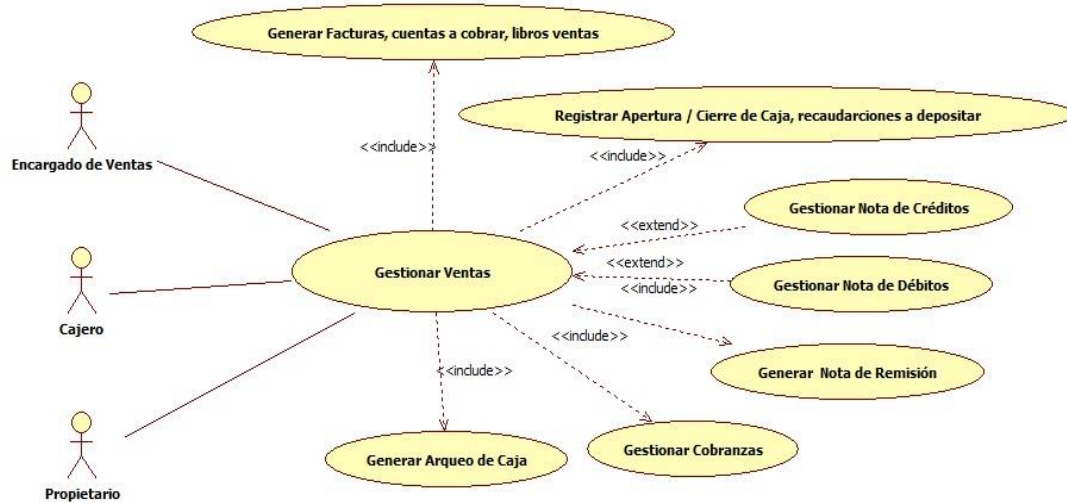 Generar Facturas, cuentas a cobrar, libros ventas
Registrar Apertura / Cierre de Caja, recaudarciones a depositar
<<include>>
<<include>>
Encargado de Ventas
Gestionar Nota de Créditos
<<extend>>
Gestionar Ventas
<<extend>>
Gestionar Nota de Débitos
<<include>>
Cajero
<<include>>
<<include>>
Generar Nota de Remisión
Gestionar Cobranzas
Generar Arqueo de Caja
Propietario